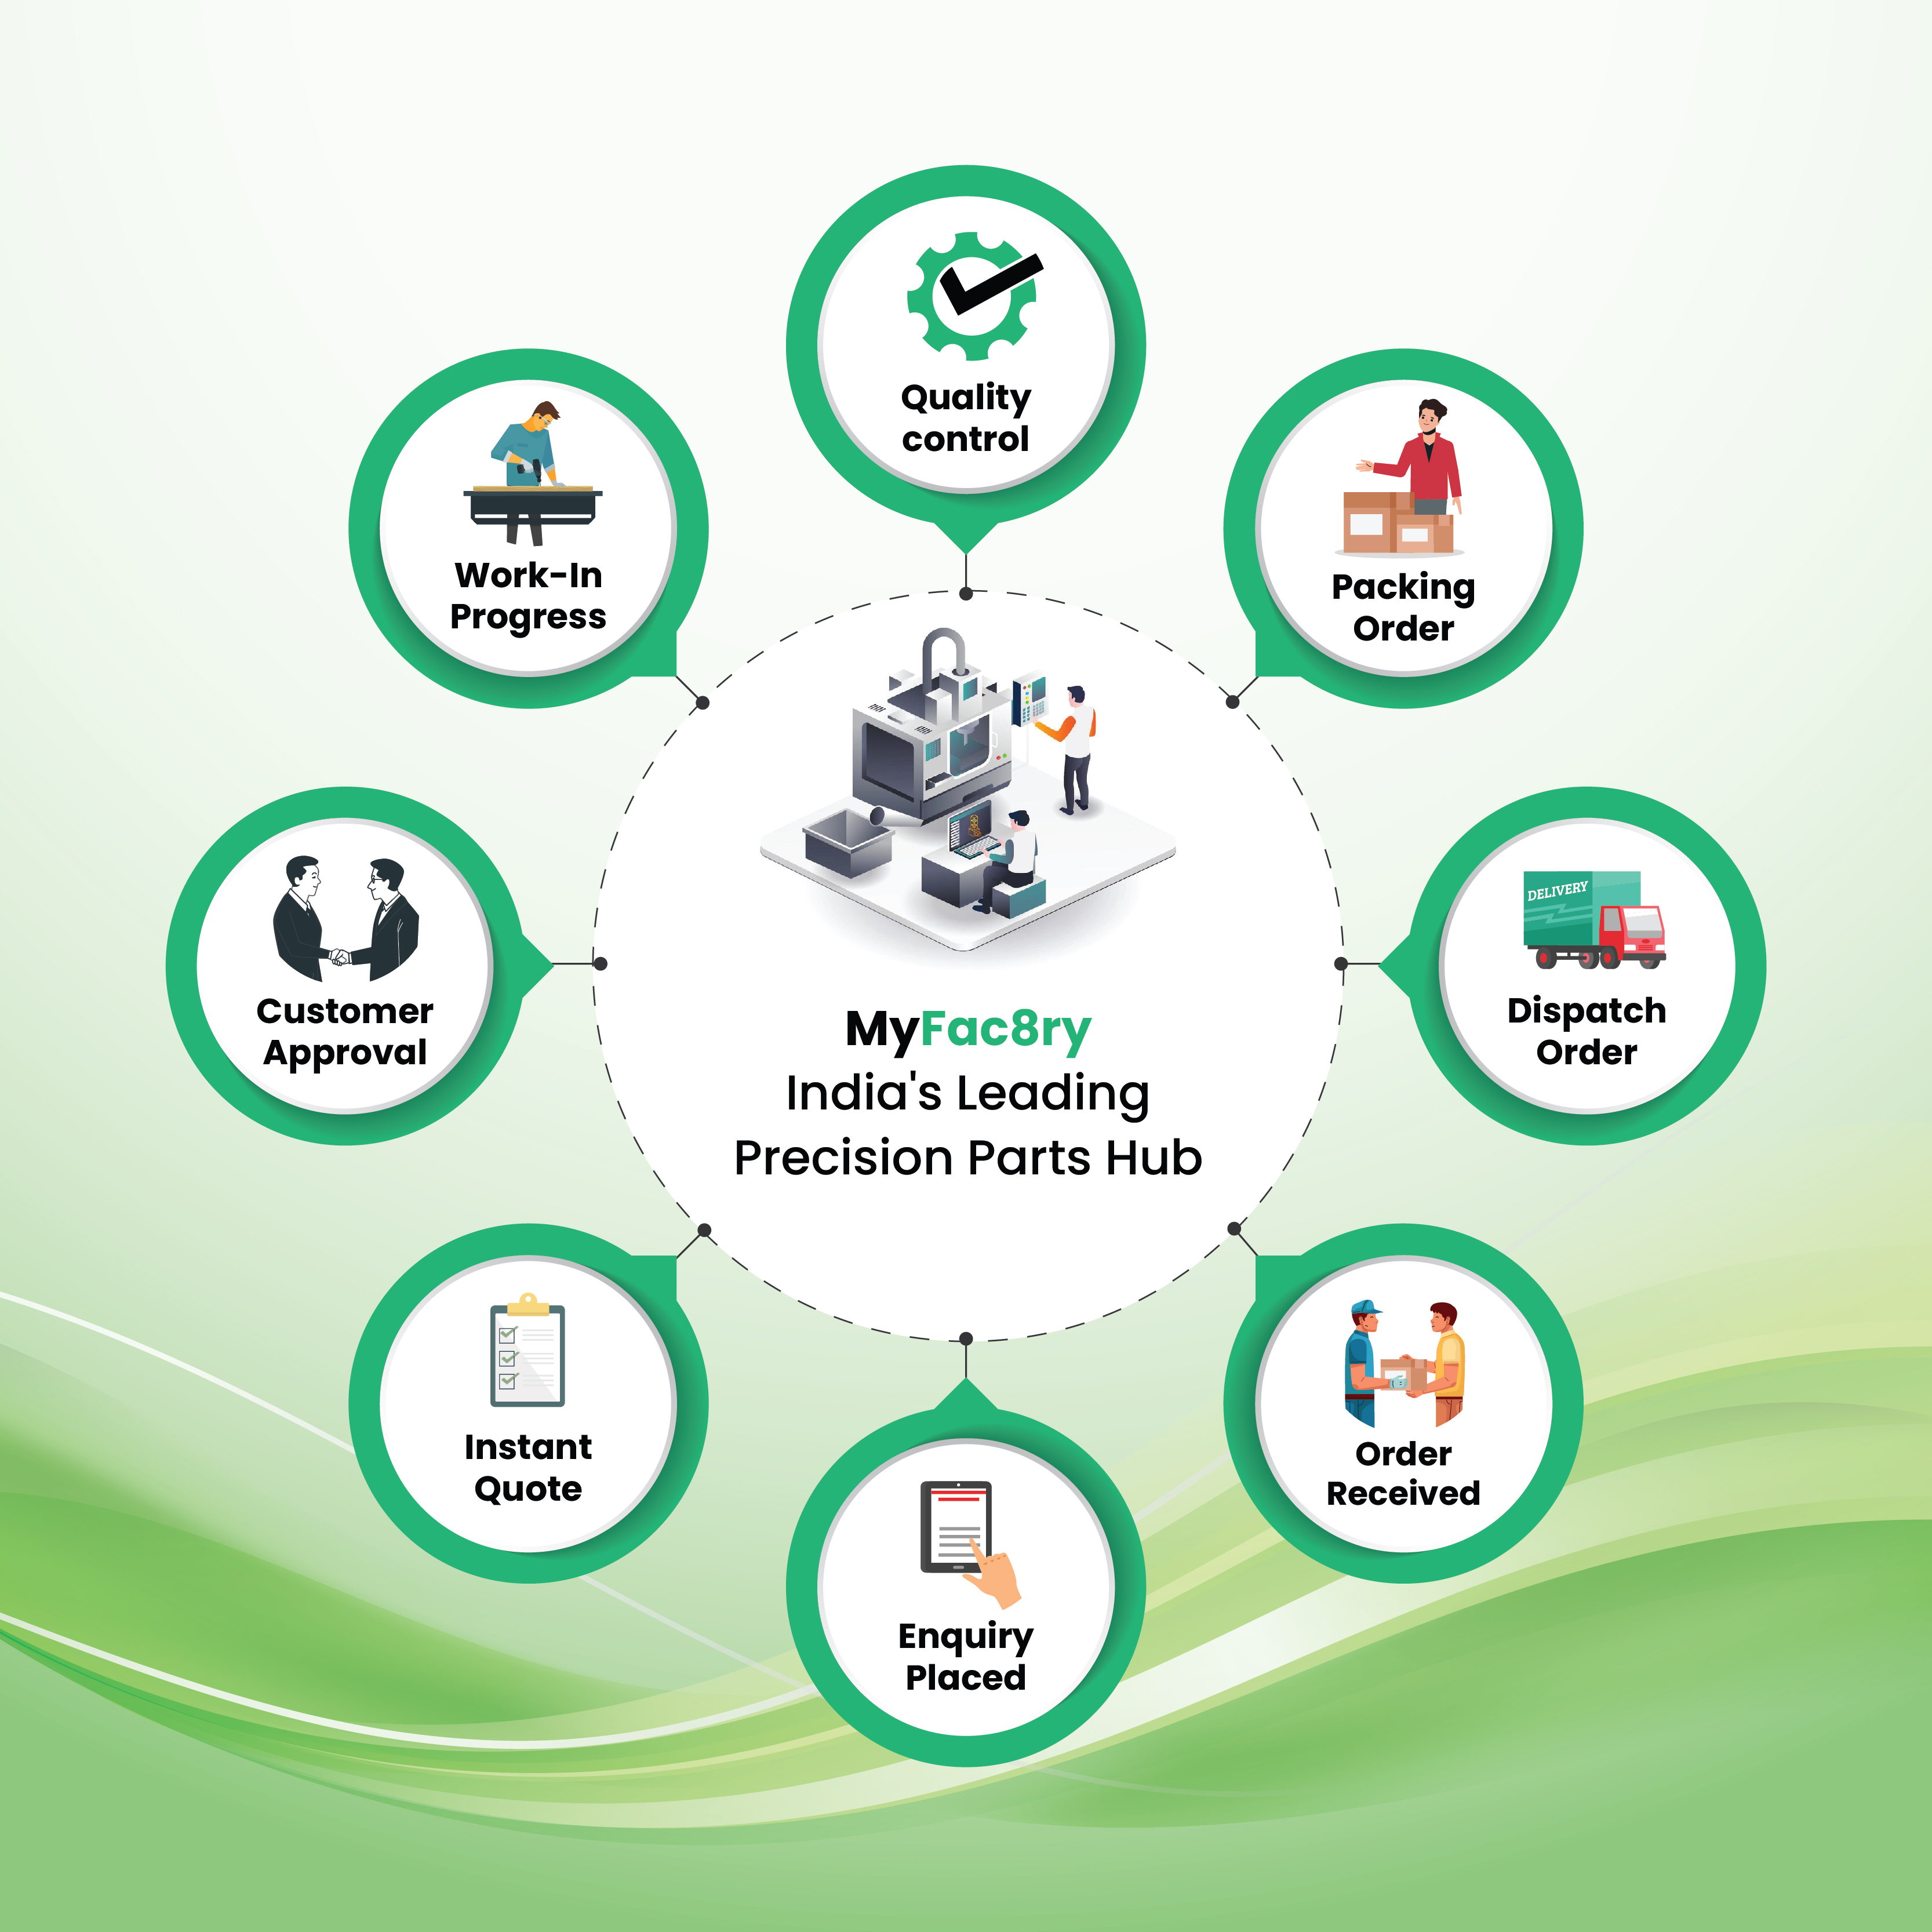 Quality
control
Work-In
Progress
Packing
Order
Customer
Approval
DELIVERY
Dispatch
Order
MyFac8ry
India's Leading
Precision Parts Hub
Instant
Quote
Order
Received
Enquiry
Placed